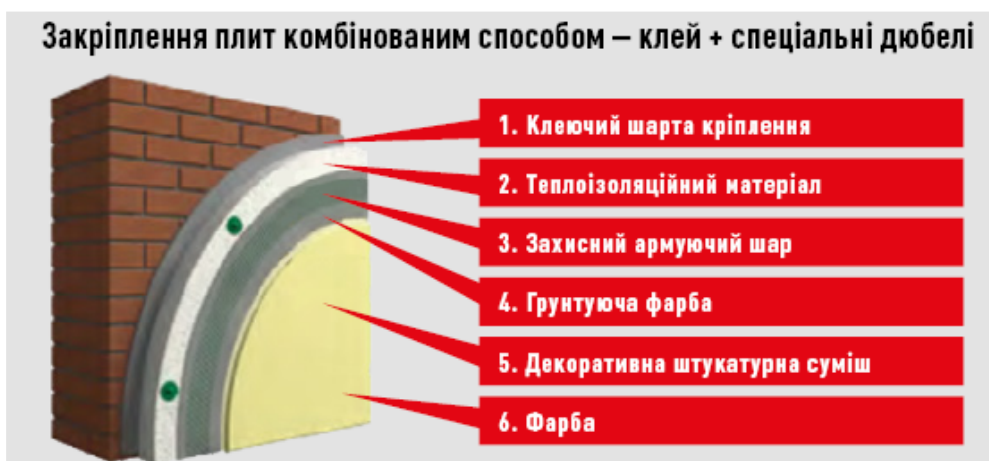 Закріплення плит комбінованим способом – клей + спеціальні дюбелі
1. Клеючий шарта кріплення
2. Теплоізоляційний матеріал
3. Захисний армуючий шар
4. Грунтуюча фарба
5. Декоративна штукатурна суміш
6. Фарба